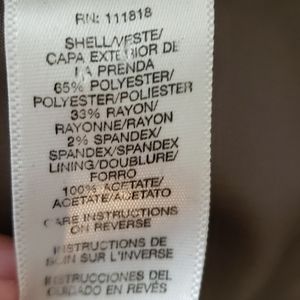 RN: 111818
SHELL/VESTE/
CAPA EXTERIOR DE
LA PRENDA
65% POLYESTER/
POLYESTER/POLIESTER
33% RAYON/
RAYONNE/RAYON
2% SPANDEX/
SPANDEX/SPANDEX
LINING/DOUBLURE/
FORRO
100% ACETATE/
ACETATE/ACETATO
CARE INSTRUCTIONS
ON REVERSE
INSTRUCTIONS DE
SOIN SUR L'INVERSE
INSTRUCCIONES DEL
CUIDADO EN REVÉS